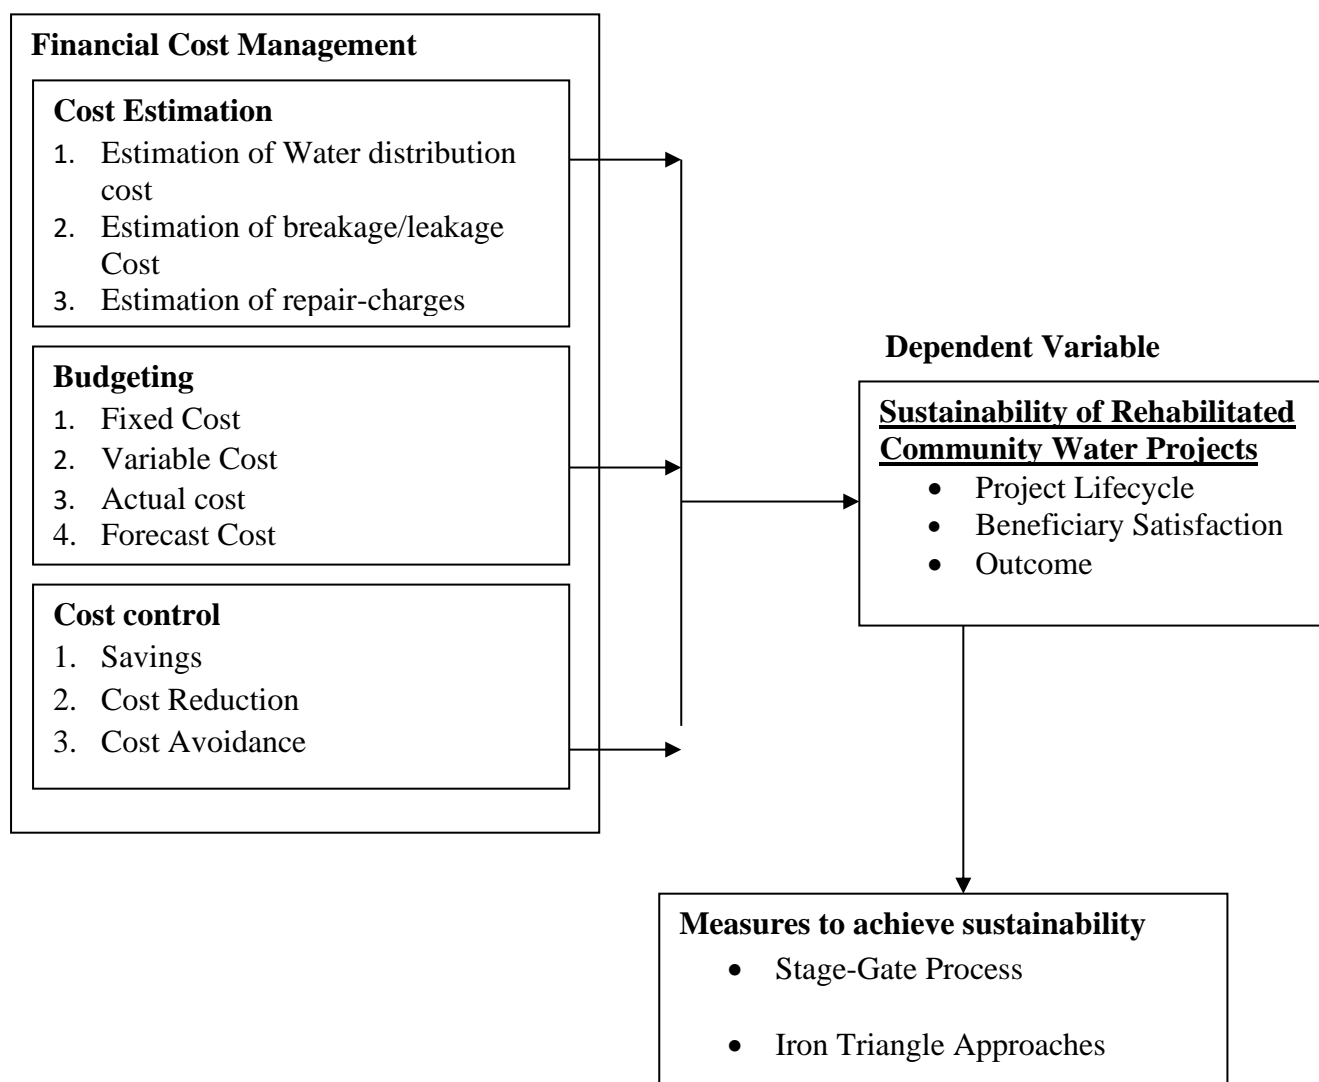 Financial Cost Management
Cost Estimation
1. Estimation of Water distribution
cost
2. Estimation of breakage/leakage
Cost
3. Estimation of repair-charges
Budgeting
1. Fixed Cost
2. Variable Cost
3. Actual cost
4. Forecast Cost
Cost control
1. Savings
2. Cost Reduction
3. Cost Avoidance
Dependent Variable
Sustainability of Rehabilitated
Community Water Projects
• Project Lifecycle
• Beneficiary Satisfaction
• Outcome
Measures to achieve sustainability
• Stage-Gate Process
• Iron Triangle Approaches